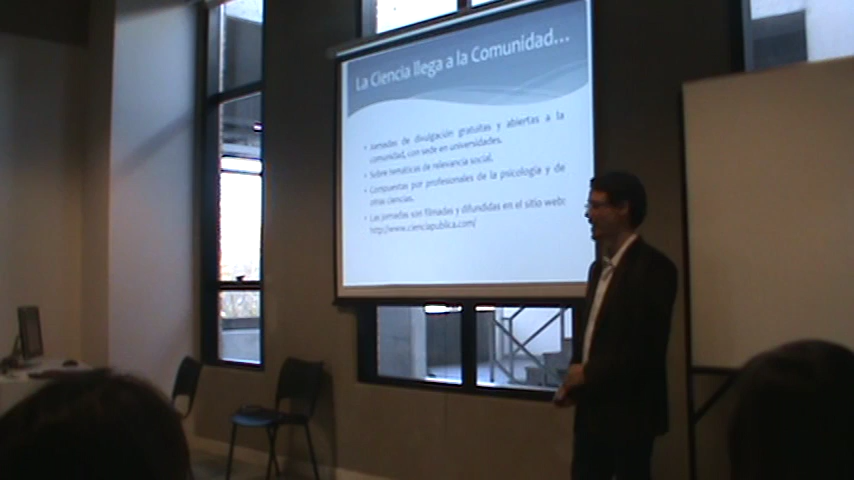 La Ciencia llega a la Comunidad...
• Jornadas de divulgación gratuitas y abiertas a la
comunidad, con sede en universidades.
• Sobre temáticas de relevancia social.
• Compuestas por profesionales de la psicología y de
otras ciencias.
• Las jornadas son filmadas y difundidas en el sitio web:
http://www.cienciapublica.com/